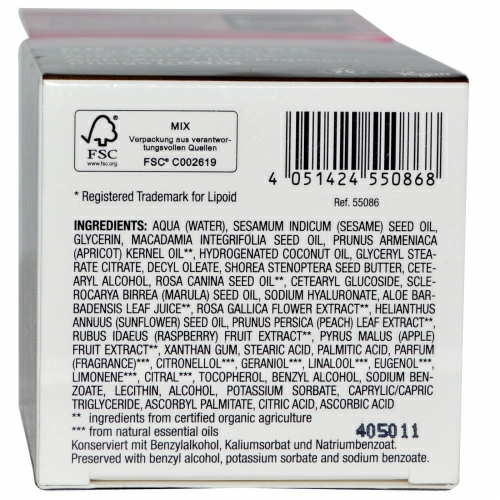 MIX
Verpackung aus verantwor-
tungsvollen Quellen
FSC® C002619
FSC
www.fsc.org
4 051424 550868
* Registered Trademark for Lipoid
Ref. 55086
INGREDIENTS: AQUA (WATER), SESAMUM INDICUM (SESAME) SEED OIL,
GLYCERIN, MACADAMIA INTEGRIFOLIA SEED OIL, PRUNUS ARMENIACA
(APRICOT) KERNEL OIL**, HYDROGENATED COCONUT OIL, GLYCERYL STEA-
RATE CITRATE, DECYL OLEATE, SHOREA STENOPTERA SEED BUTTER, CETE-
ARYL ALCOHOL, ROSA CANINA SEED OIL**, CETEARYL GLUCOSIDE, SCLE-
ROCARYA BIRREA (MARULA) SEED OIL, SODIUM HYALURONATE, ALOE BAR-
BADENSIS LEAF JUICE**, ROSA GALLICA FLOWER EXTRACT**, HELIANTHUS
ANNUUS (SUNFLOWER) SEED OIL, PRUNUS PERSICA (PEACH) LEAF EXTRACT**,
RUBUS IDAEUS (RASPBERRY) FRUIT EXTRACT**, PYRUS MALUS (APPLE)
FRUIT EXTRACT**, XANTHAN GUM, STEARIC ACID, PALMITIC ACID, PARFUM
(FRAGRANCE)***, CITRONELLOL***, GERANIOL***, LINALOOL***, EUGENOL***,
LIMONENE***, CITRAL***, TOCOPHEROL, BENZYL ALCOHOL, SODIUM BEN-
ZOATE, LECITHIN, ALCOHOL, POTASSIUM SORBATE, CAPRYLIC/CAPRIC
TRIGLYCERIDE, ASCORBYL PALMITATE, CITRIC ACID, ASCORBIC ACID
** ingredients from certified organic agriculture
*** from natural essential oils
405011
Konserviert mit Benzylalkohol, Kaliumsorbat und Natriumbenzoat.
Preserved with benzyl alcohol, potassium sorbate and sodium benzoate.